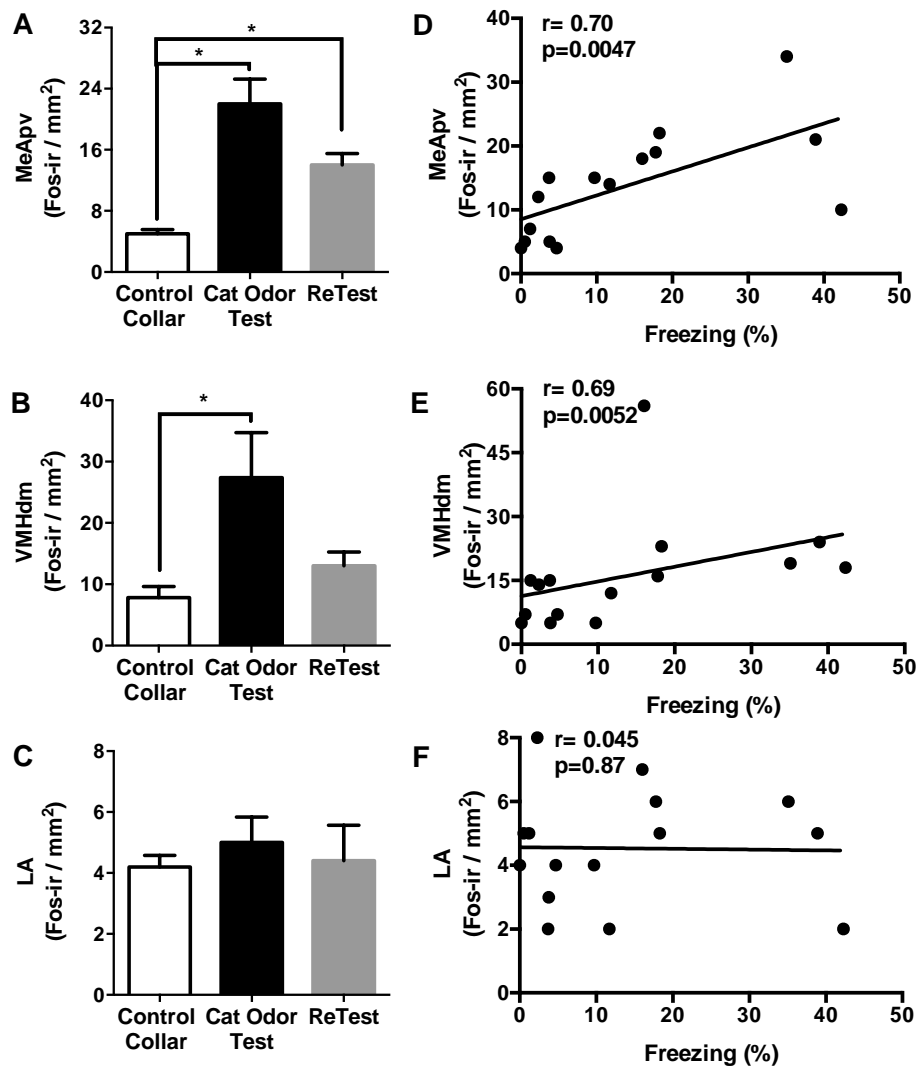 A
MeApv
(Fos-ir / mm²)
32
24
16
8
0
*
*
Control
Collar
Cat Odor
Test
ReTest
D
r= 0.70
p=0.0047
MeApv
(Fos-ir / mm²)
40
30
20
10
0
0
10
20
30
40
50
Freezing (%)
B
VMHdm
(Fos-ir / mm²)
40
30
20
10
0
*
Control
Collar
Cat Odor
Test
ReTest
E
r= 0.69
p=0.0052
VMHdm
(Fos-ir / mm²)
60
45
30
15
0
0
10
20
30
40
50
Freezing (%)
C
LA
(Fos-ir / mm²)
8
6
4
2
0
Control
Collar
Cat Odor
Test
ReTest
F
r= 0.045
p=0.87
LA
(Fos-ir / mm²)
8
6
4
2
0
0
10
20
30
40
50
Freezing (%)